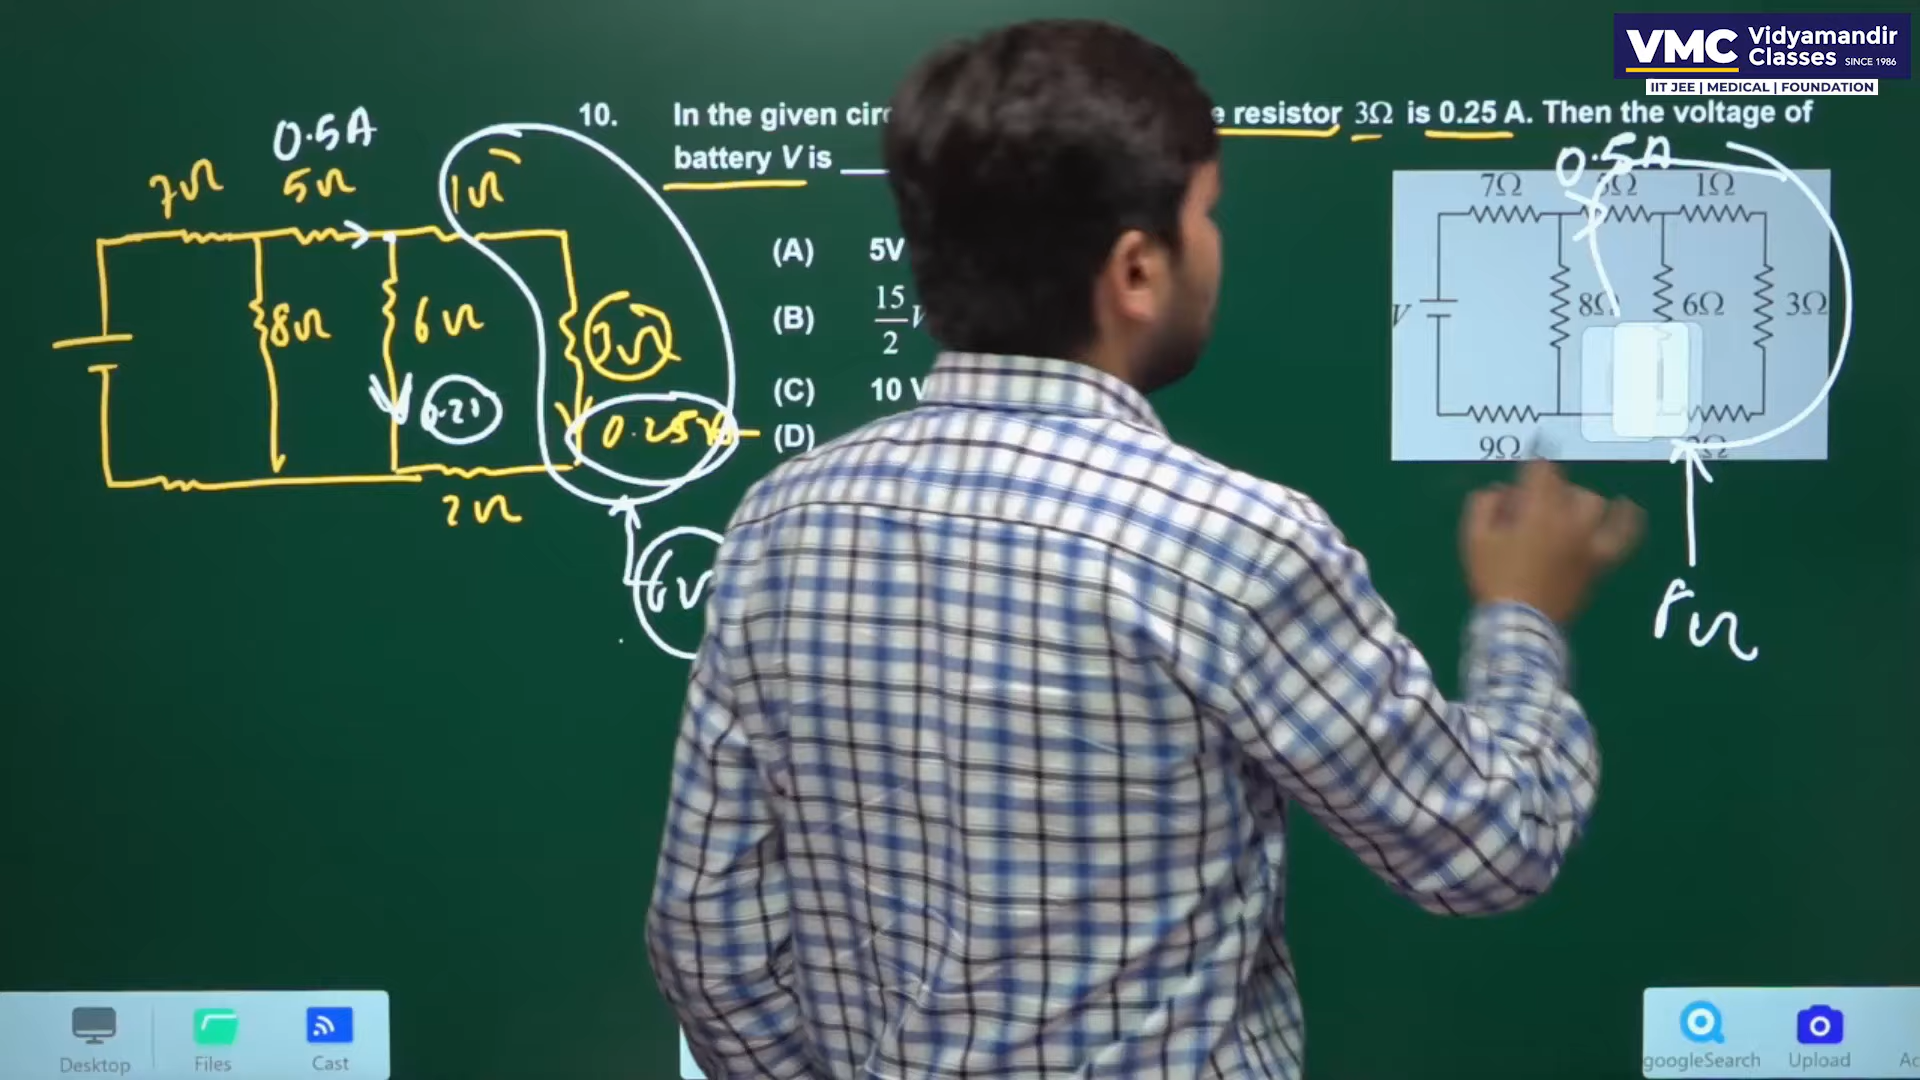 VMC Vidyamandir Classes SINCE 1986
IIT JEE | MEDICAL | FOUNDATION
10. In the given resistor 3Ω is 0.25 A. Then the voltage of
battery V is
(A) 5V
(B) 15/2
(C) 10 V
(D)
0.5A
7Ω 5Ω 1Ω
8Ω 6Ω 3Ω
0.25
2Ω
0.5A
7Ω 5Ω 1Ω
V 8Ω 6Ω 3Ω
9Ω 2Ω
Desktop
Files
Cast
googleSearch
Upload